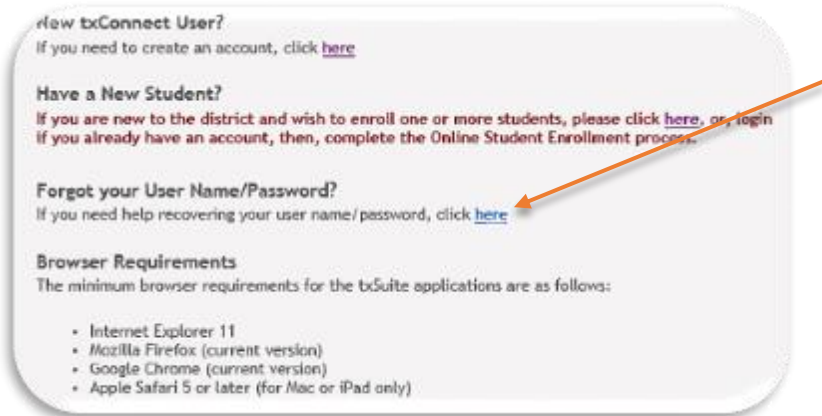 New txConnect User?
If you need to create an account, click here
Have a New Student?
If you are new to the district and wish to enroll one or more students, please click here, or, login
if you already have an account, then, complete the Online Student Enrollment process.
Forgot your User Name/Password?
If you need help recovering your user name/password, click here
Browser Requirements
The minimum browser requirements for the txSuite applications are as follows:
• Internet Explorer 11
• Mozilla Firefox (current version)
• Google Chrome (current version)
• Apple Safari 5 or later (for Mac or iPad only)